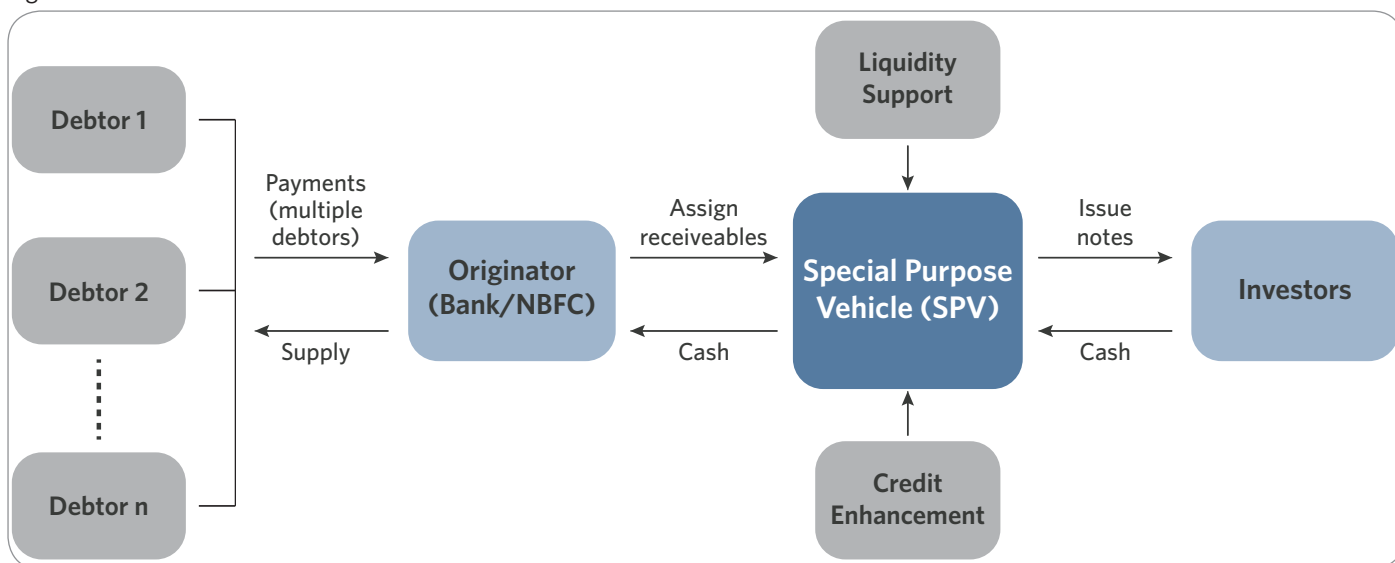 Debtor 1
Debtor 2
Debtor n
Payments
(multiple
debtors)
Supply
Originator
(Bank/NBFC)
Assign
receiveables
Cash
Liquidity
Support
Special Purpose
Vehicle (SPV)
Credit
Enhancement
Issue
notes
Cash
Investors